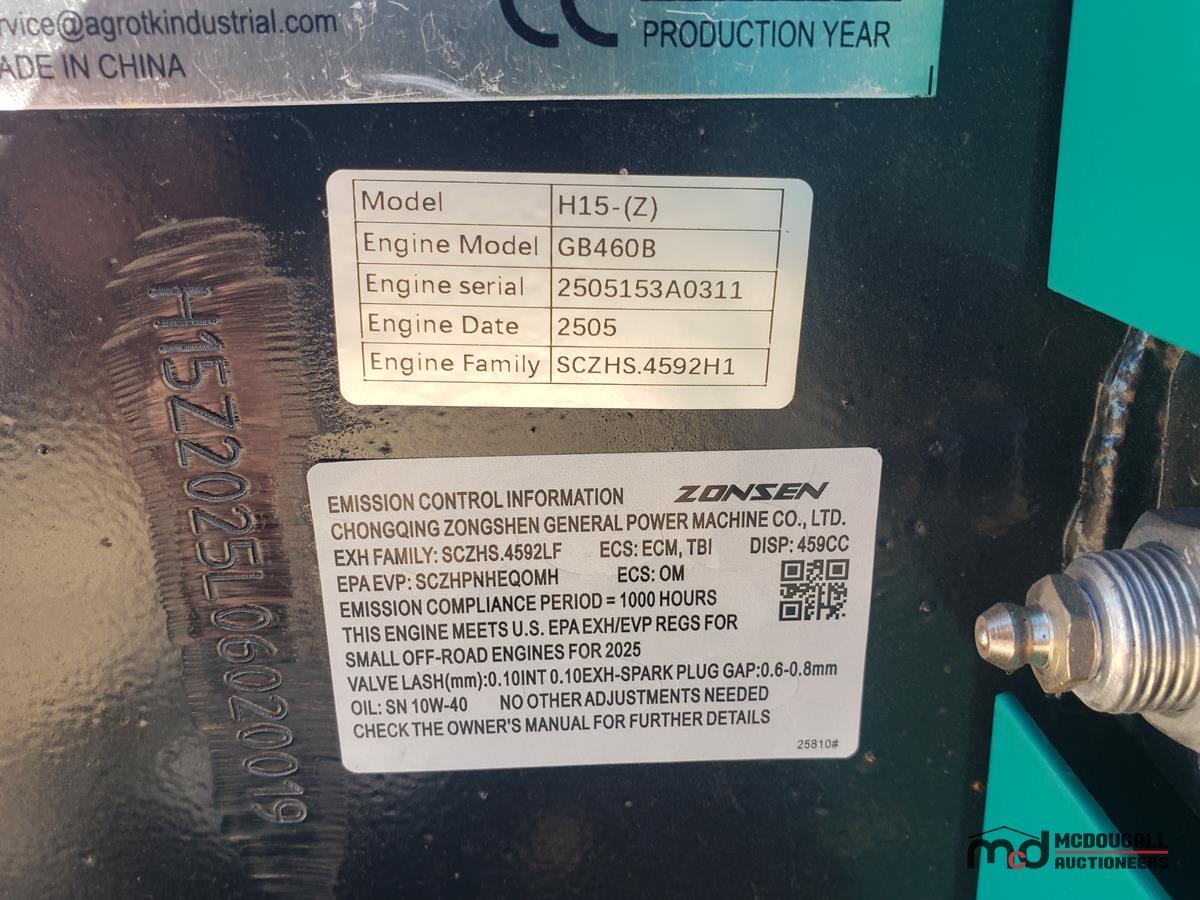 rvice@agrotkindustrial.com
ADE IN CHINA
CE
PRODUCTION YEAR
Model H15-(Z)
Engine Model GB460B
Engine serial 2505153A0311
Engine Date 2505
Engine Family SCZHS.4592H1
H15Z2025L06020019
EMISSION CONTROL INFORMATION ZONSEN
CHONGQING ZONGSHEN GENERAL POWER MACHINE CO., LTD.
EXH FAMILY: SCZHS.4592LF ECS: ECM, TBI DISP: 459CC
EPA EVP: SCZHPNHEQOMH ECS: OM
EMISSION COMPLIANCE PERIOD = 1000 HOURS
THIS ENGINE MEETS U.S. EPA EXH/EVP REGS FOR
SMALL OFF-ROAD ENGINES FOR 2025
VALVE LASH(mm):0.10INT 0.10EXH-SPARK PLUG GAP:0.6-0.8mm
OIL: SN 10W-40 NO OTHER ADJUSTMENTS NEEDED
CHECK THE OWNER'S MANUAL FOR FURTHER DETAILS
25810#
mcd MCDOUGALL
AUCTIONEERS